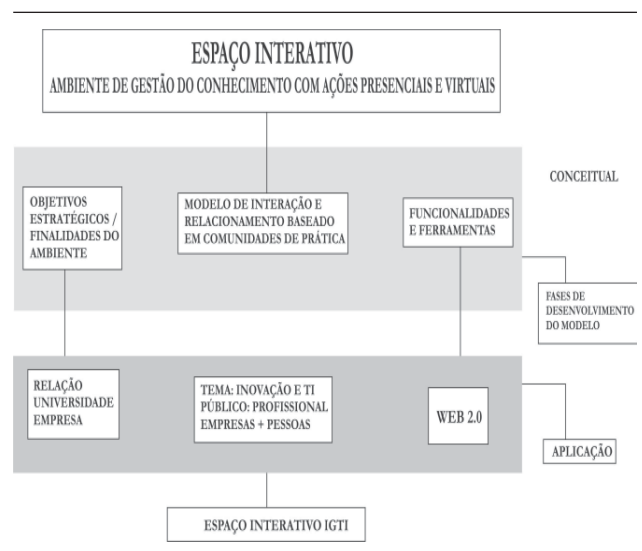 ESPAÇO INTERATIVO
AMBIENTE DE GESTÃO DO CONHECIMENTO COM AÇÕES PRESENCIAIS E VIRTUAIS
CONCEITUAL
OBJETIVOS
ESTRATÉGICOS /
FINALIDADES DO
AMBIENTE
MODELO DE INTERAÇÃO E
RELACIONAMENTO BASEADO
EM COMUNIDADES DE PRÁTICA
FUNCIONALIDADES
E FERRAMENTAS
FASES DE
DESENVOLVIMENTO
DO MODELO
RELAÇÃO
UNIVERSIDADE
EMPRESA
TEMA: INOVAÇÃO E TI
PÚBLICO: PROFISSIONAL
EMPRESAS + PESSOAS
WEB 2.0
APLICAÇÃO
ESPAÇO INTERATIVO IGTI